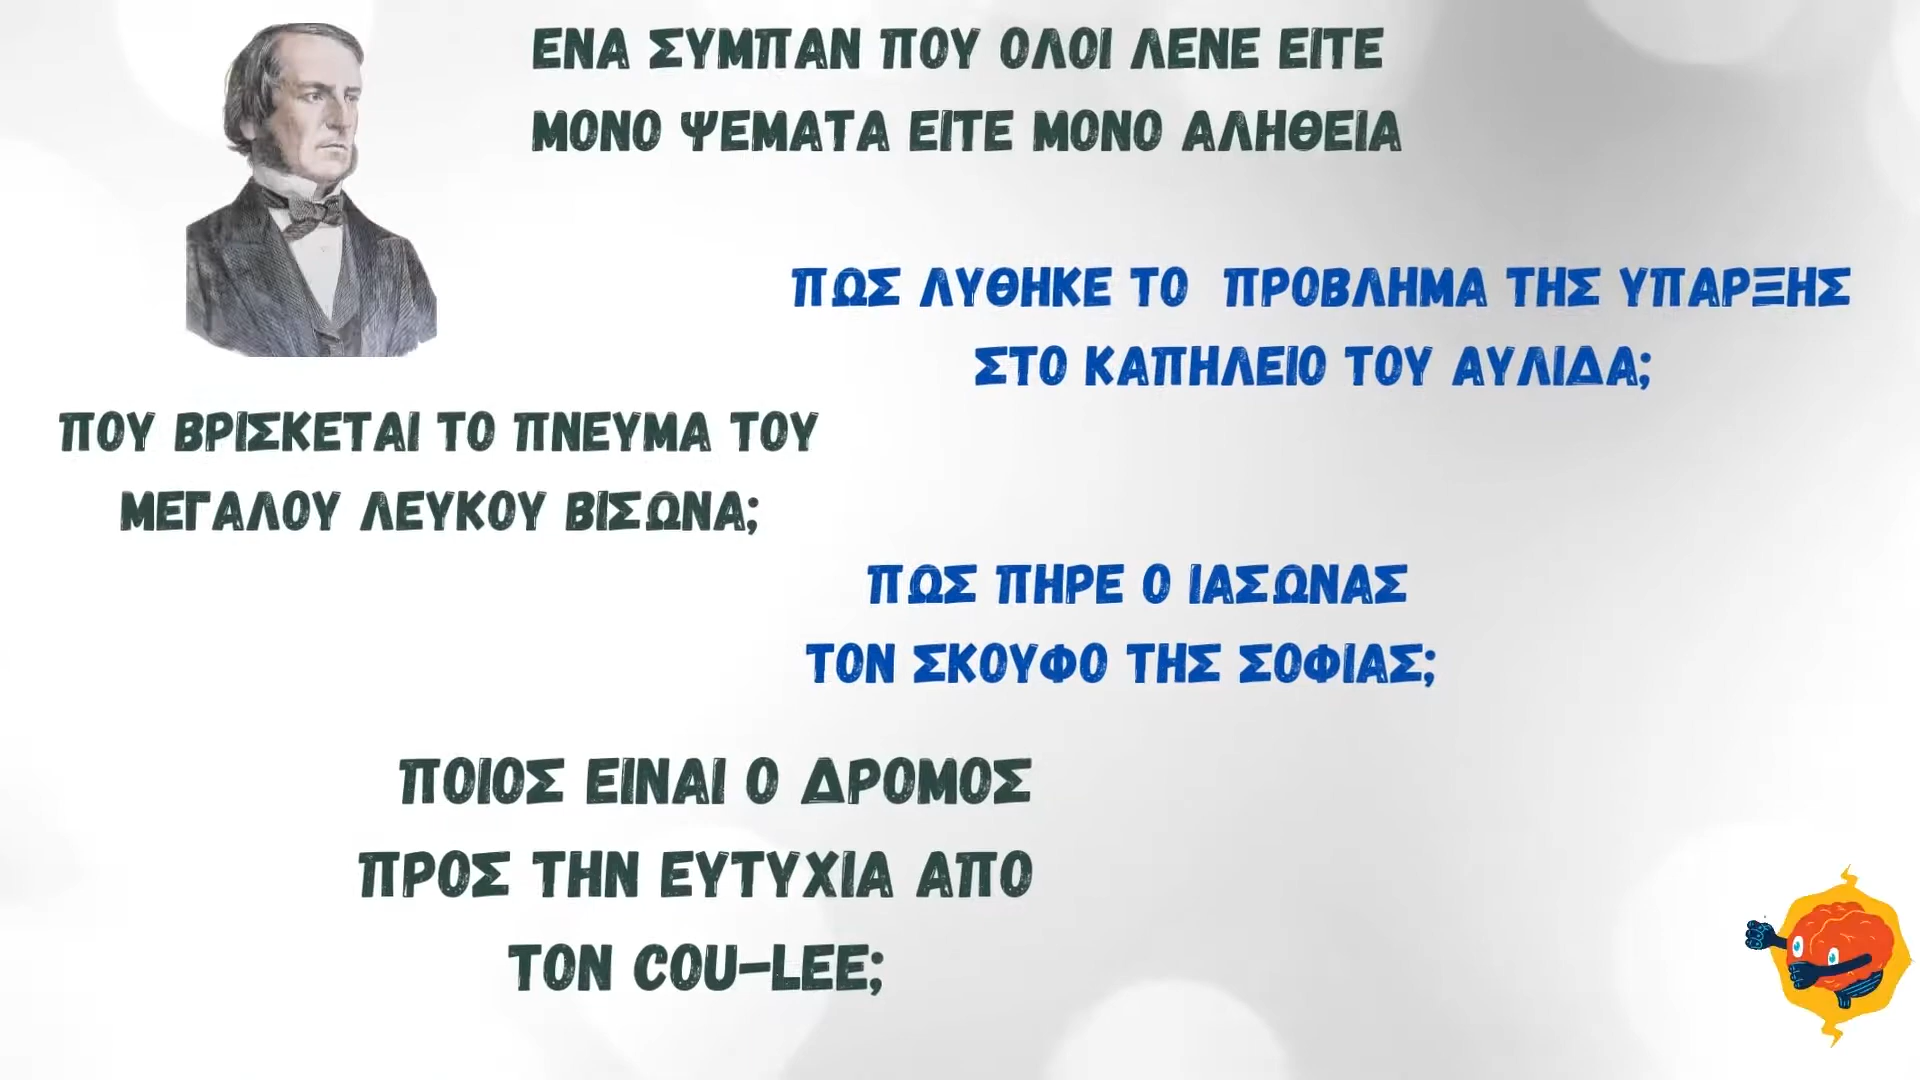 ΕΝΑ ΣΥΜΠΑΝ ΠΟΥ ΟΛΟΙ ΛΕΝΕ ΕΙΤΕ
ΜΟΝΟ ΨΕΜΑΤΑ ΕΙΤΕ ΜΟΝΟ ΑΛΗΘΕΙΑ
ΠΩΣ ΛΥΘΗΚΕ ΤΟ ΠΡΟΒΛΗΜΑ ΤΗΣ ΥΠΑΡΞΗΣ
ΣΤΟ ΚΑΠΗΛΕΙΟ ΤΟΥ ΑΥΛΙΔΑ;
ΠΟΥ ΒΡΙΣΚΕΤΑΙ ΤΟ ΠΝΕΥΜΑ ΤΟΥ
ΜΕΓΑΛΟΥ ΛΕΥΚΟΥ ΒΙΣΩΝΑ;
ΠΩΣ ΠΗΡΕ Ο ΙΑΣΩΝΑΣ
ΤΟΝ ΣΚΟΥΦΟ ΤΗΣ ΣΟΦΙΑΣ;
ΠΟΙΟΣ ΕΙΝΑΙ Ο ΔΡΟΜΟΣ
ΠΡΟΣ ΤΗΝ ΕΥΤΥΧΙΑ ΑΠΟ
ΤΟΝ COU-LEE;